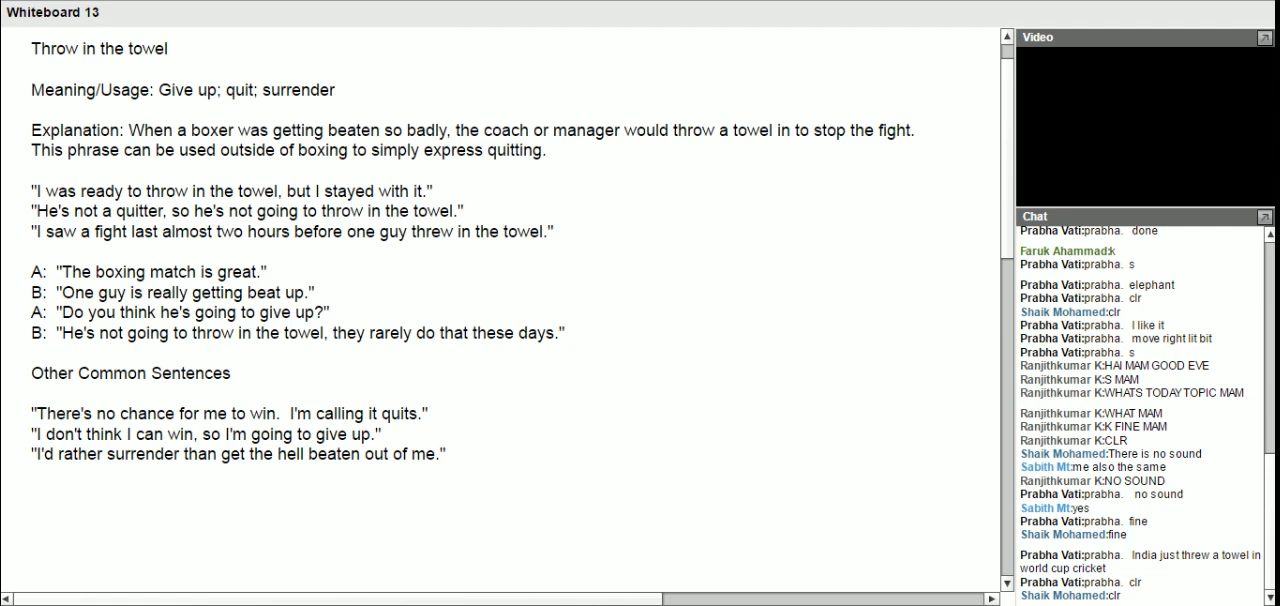 Whiteboard 13
Throw in the towel
Meaning/Usage: Give up; quit; surrender
Explanation: When a boxer was getting beaten so badly, the coach or manager would throw a towel in to stop the fight.
This phrase can be used outside of boxing to simply express quitting.
"I was ready to throw in the towel, but I stayed with it."
"He's not a quitter, so he's not going to throw in the towel."
"I saw a fight last almost two hours before one guy threw in the towel."
A: "The boxing match is great."
B: "One guy is really getting beat up."
A: "Do you think he's going to give up?"
B: "He's not going to throw in the towel, they rarely do that these days."
Other Common Sentences
"There's no chance for me to win. I'm calling it quits."
"I don't think I can win, so I'm going to give up."
"I'd rather surrender than get the hell beaten out of me."
Video
Chat
Prabha Vati:prabha. done
Faruk Ahammad:k
Prabha Vati:prabha. s
Prabha Vati:prabha. elephant
Prabha Vati:prabha. clr
Shaik Mohamed:clr
Prabha Vati:prabha. I like it
Prabha Vati:prabha. move right lit bit
Prabha Vati:prabha. s
Ranjithkumar K:HAI MAM GOOD EVE
Ranjithkumar K:S MAM
Ranjithkumar K:WHATS TODAY TOPIC MAM
Ranjithkumar K:WHAT MAM
Ranjithkumar K:K FINE MAM
Ranjithkumar K:CLR
Shaik Mohamed:There is no sound
Sabith Mt:me also the same
Ranjithkumar K:NO SOUND
Prabha Vati:prabha. no sound
Sabith Mt:yes
Prabha Vati:prabha. fine
Shaik Mohamed:fine
Prabha Vati:prabha. India just threw a towel in
world cup cricket
Prabha Vati:prabha. clr
Shaik Mohamed:clr